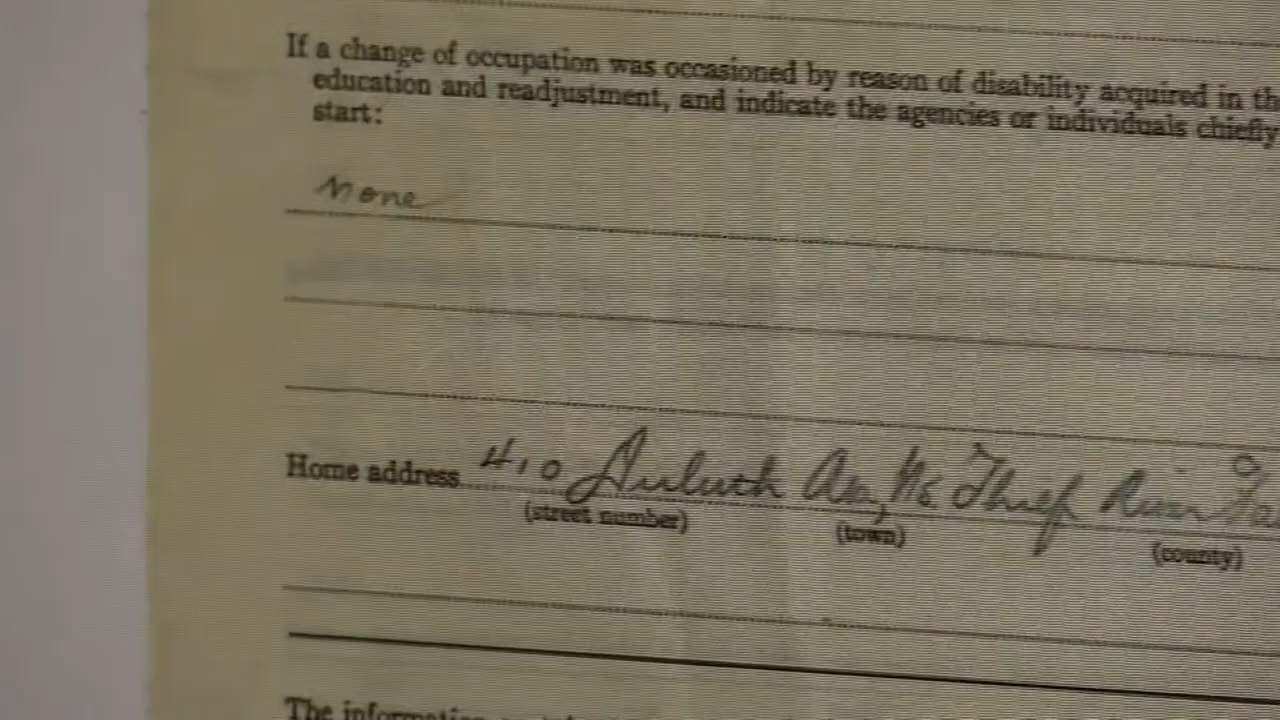 If a change of occupation was occasioned by reason of disability acquired in th
education and readjustment, and indicate the agencies or individuals chiefly
start:
None
Home address 410 Duluth Av, No. Thief River Fa
(street number) (town) (county)
The information